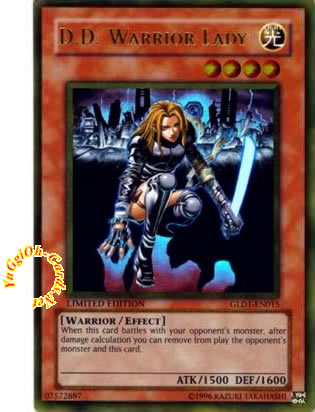 D.D. WARRIOR LADY
光
YuGgiOh-Cards.Net
LIMITED EDITION
GLD1-EN015
[WARRIOR/EFFECT]
When this card battles with your opponent's monster, after
damage calculation you can remove from play the opponent's
monster and this card.
ATK/1500 DEF/1600
07572887
©1996 KAZUKI TAKAHASHI